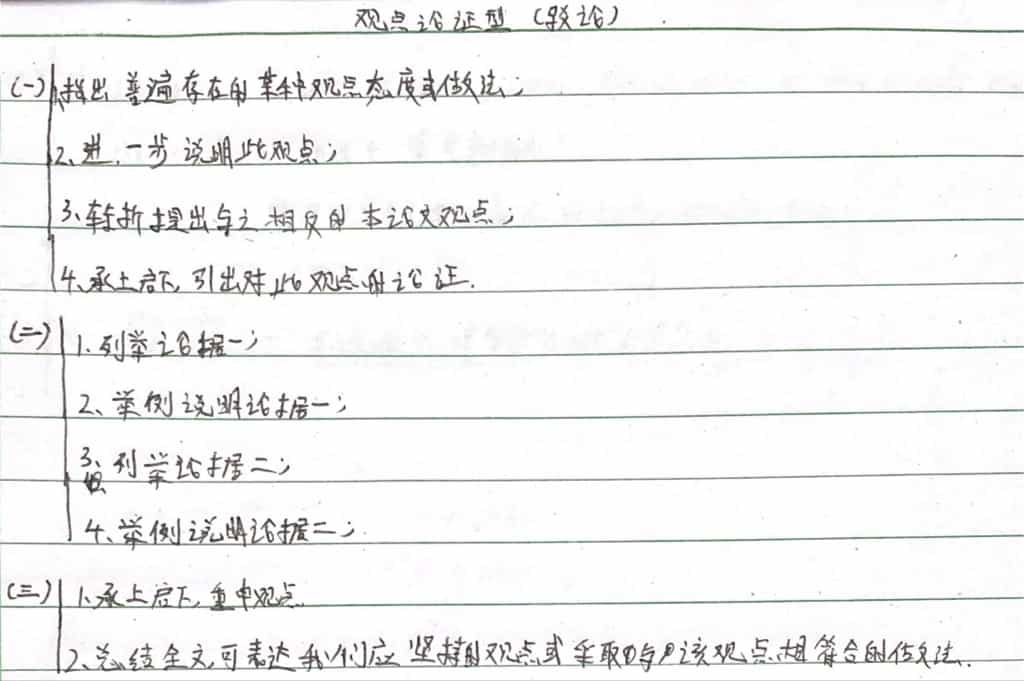 观点论证型（驳论）
（一）1.找出普遍存在的某种观点态度或做法；
2、进一步说明此观点；
3、转折提出与之相反的本论文观点；
4、承上启下，引出对此观点的论证.
（二）1、列举论据一；
2、举例说明论据一；
3、列举论据二；
4、举例说明论据二；
（三）1、承上启下，重申观点
2、总结全文，可表达我们应坚持的观点或采取与该观点相符合的做法.